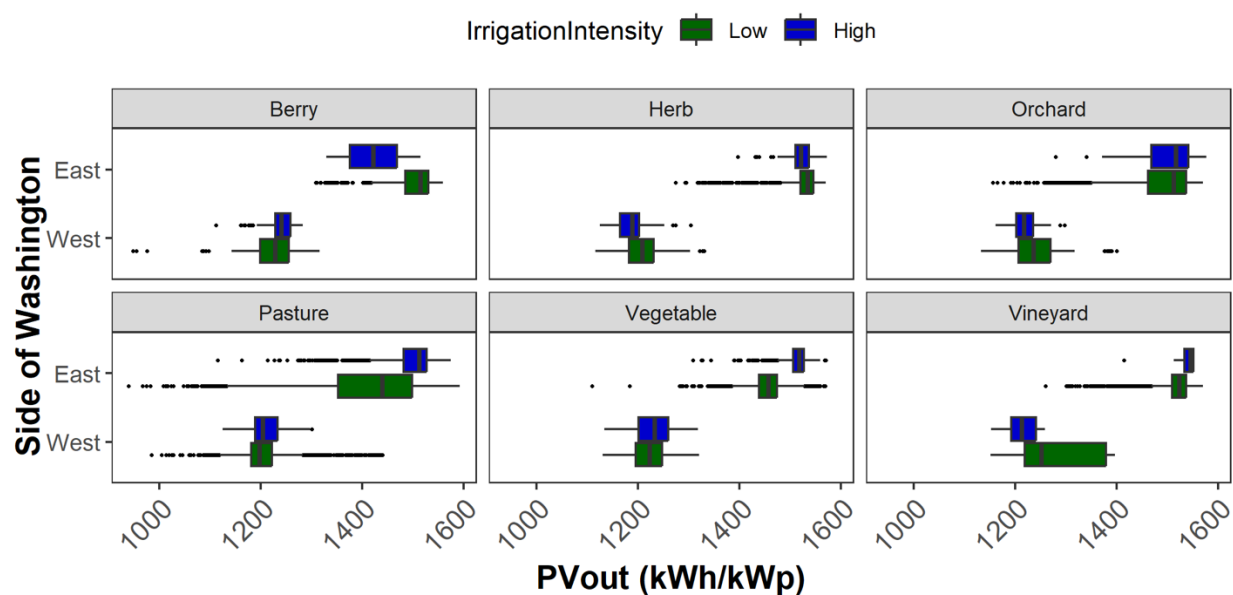 IrrigationIntensity Low High
Berry Herb Orchard
East
West
Pasture Vegetable Vineyard
East
West
Side of Washington
1000 1200 1400 1600 1000 1200 1400 1600 1000 1200 1400 1600
PVout (kWh/kWp)